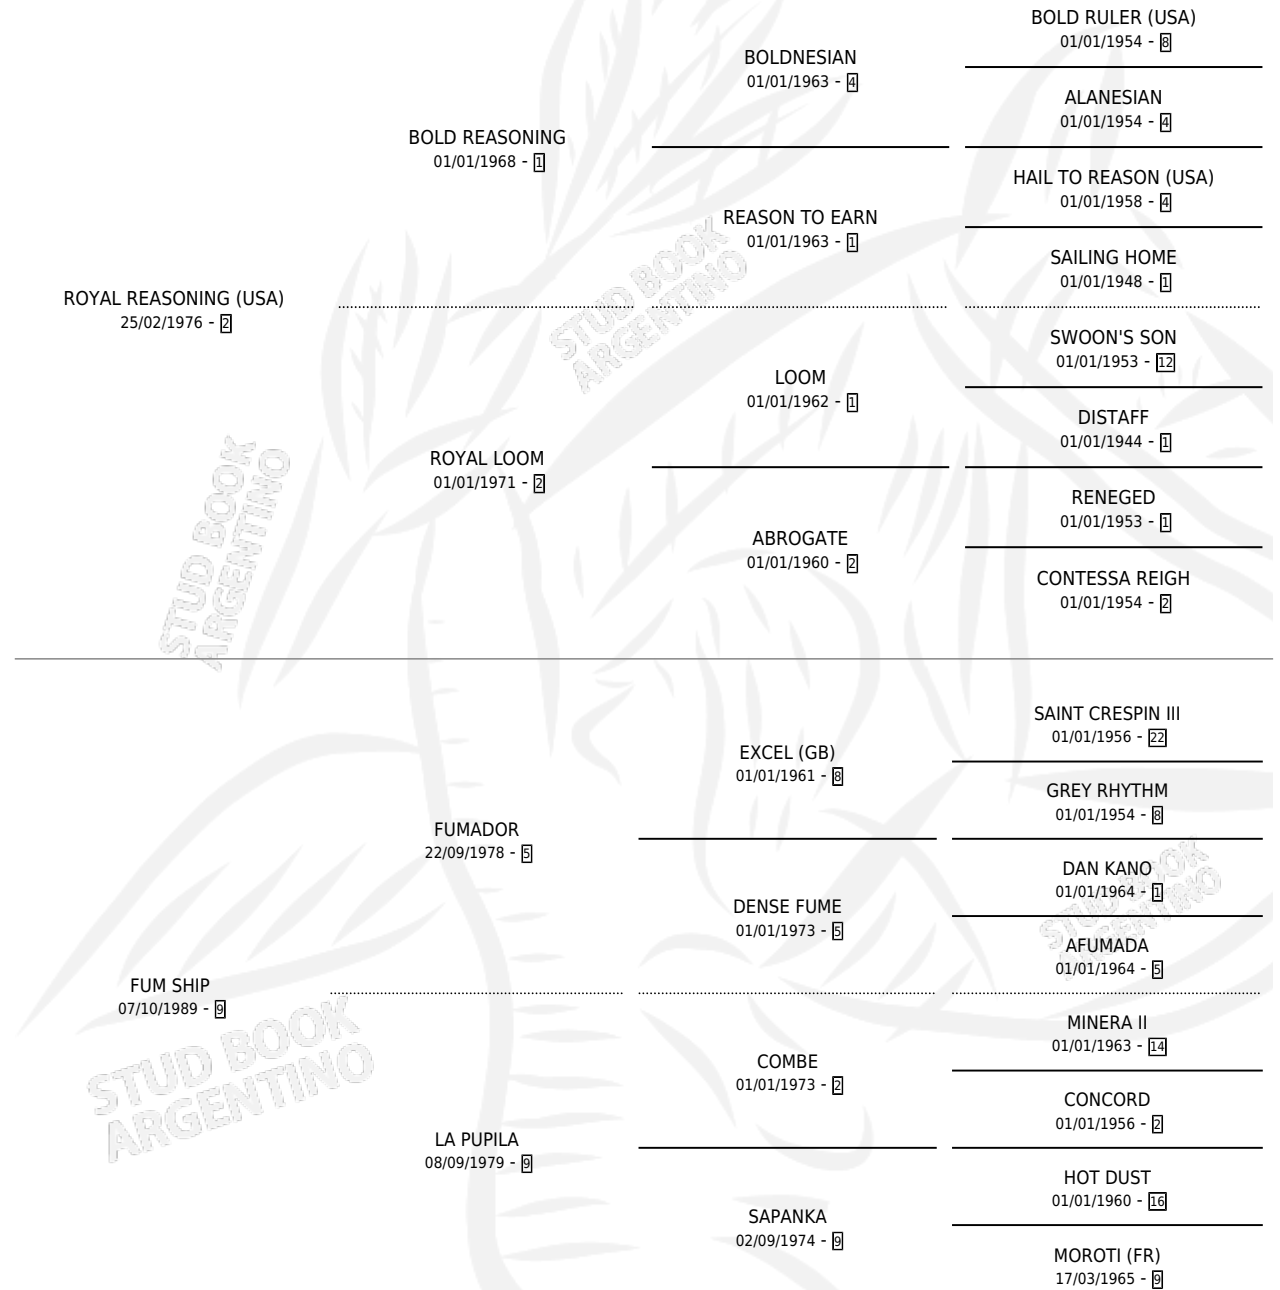 BOLD RULER (USA)
01/01/1954 - 8
BOLDNESIAN
01/01/1963 - 4
ALANESIAN
01/01/1954 - 4
BOLD REASONING
01/01/1968 - 1
HAIL TO REASON (USA)
01/01/1958 - 4
REASON TO EARN
01/01/1963 - 1
SAILING HOME
01/01/1948 - 1
ROYAL REASONING (USA)
25/02/1976 - 2
SWOON'S SON
01/01/1953 - 12
LOOM
01/01/1962 - 1
DISTAFF
01/01/1944 - 1
ROYAL LOOM
01/01/1971 - 2
RENEGED
01/01/1953 - 1
ABROGATE
01/01/1960 - 2
CONTESSA REIGH
01/01/1954 - 2
SAINT CRESPIN III
01/01/1956 - 22
EXCEL (GB)
01/01/1961 - 8
GREY RHYTHM
01/01/1954 - 8
FUMADOR
22/09/1978 - 5
DAN KANO
01/01/1964 - 1
DENSE FUME
01/01/1973 - 5
AFUMADA
01/01/1964 - 5
FUM SHIP
07/10/1989 - 9
MINERA II
01/01/1963 - 14
COMBE
01/01/1973 - 2
CONCORD
01/01/1956 - 2
LA PUPILA
08/09/1979 - 9
HOT DUST
01/01/1960 - 16
SAPANKA
02/09/1974 - 9
MOROTI (FR)
17/03/1965 - 9
STUD BOOK
ARGENTINO
STUD BOOK
ARGENTINO
STUD BOOK
ARGENTINO
STUD BOOK
ARGENTINO